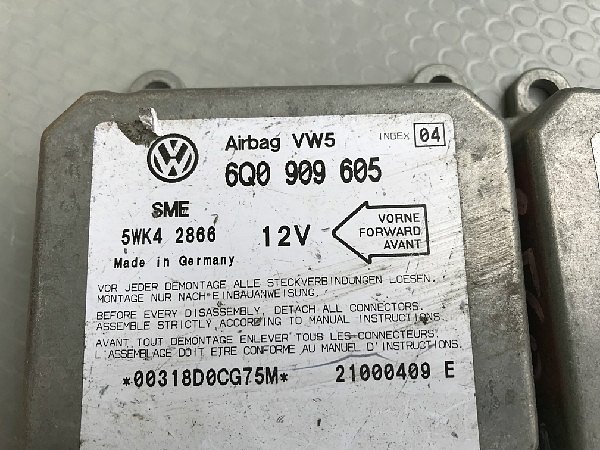 Airbag VW5 INDEX 04
6Q0 909 605
SME
5WK4 2866 12V
Made in Germany
VORNE
FORWARD
AVANT
VOR JEDER DEMONTAGE ALLE STECKVERBINDUNGEN LOESEN.
MONTAGE NUR NACH EINBAUANWEISUNG.
BEFORE EVERY DISASSEMBLY, DETACH ALL CONNECTORS.
ASSEMBLE STRICTLY ACCORDING TO MANUAL INSTRUCTIONS.
AVANT TOUT DEMONTAGE ENLEVER TOUS LES CONNECTEURS.
L'ASSEMBLAGE DOIT ETRE CONFORME AU MANUEL D' INSTRUCTIONS.
*00318D0CG75M* 21000409 E